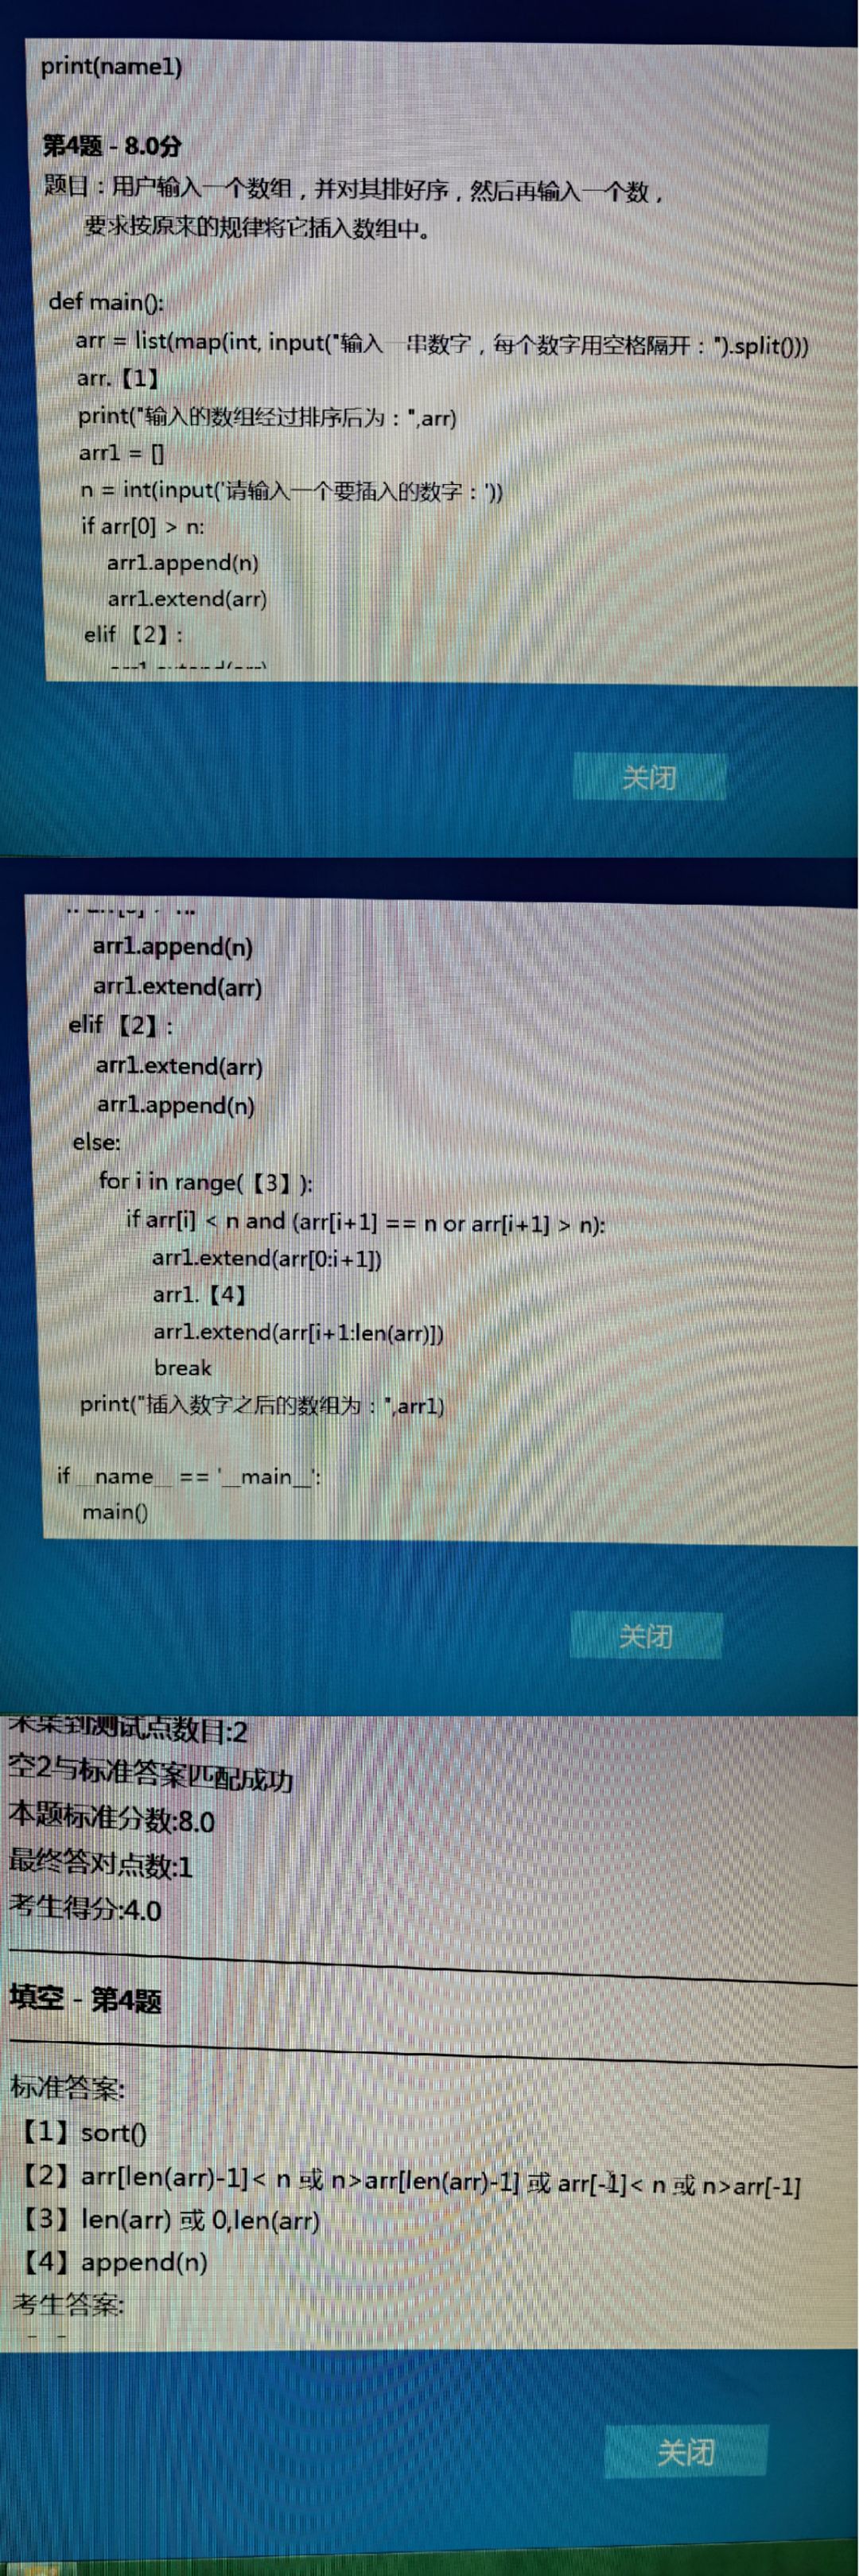 print(name1)
第4题 - 8.0分
题目：用户输入一个数组，并对其排好序，然后再输入一个数，
要求按原来的规律将它插入数组中。
def main():
arr = list(map(int, input("输入一串数字，每个数字用空格隔开：").split()))
arr.【1】
print("输入的数组经过排序后为：",arr)
arr1 = []
n = int(input('请输入一个要插入的数字：'))
if arr[0] > n:
arr1.append(n)
arr1.extend(arr)
elif 【2】:
关闭
arr1.append(n)
arr1.extend(arr)
elif 【2】:
arr1.extend(arr)
arr1.append(n)
else:
for i in range(【3】):
if arr[i] < n and (arr[i+1] == n or arr[i+1] > n):
arr1.extend(arr[0:i+1])
arr1.【4】
arr1.extend(arr[i+1:len(arr)])
break
print("插入数字之后的数组为：",arr1)
if __name__ == '__main__':
main()
关闭
采集到测试点数目:2
空2与标准答案匹配成功
本题标准分数:8.0
最终答对点数:1
考生得分:4.0
填空 - 第4题
标准答案:
【1】sort()
【2】arr[len(arr)-1]< n 或 n>arr[len(arr)-1] 或 arr[-1]< n 或 n>arr[-1]
【3】len(arr) 或 0,len(arr)
【4】append(n)
考生答案:
关闭